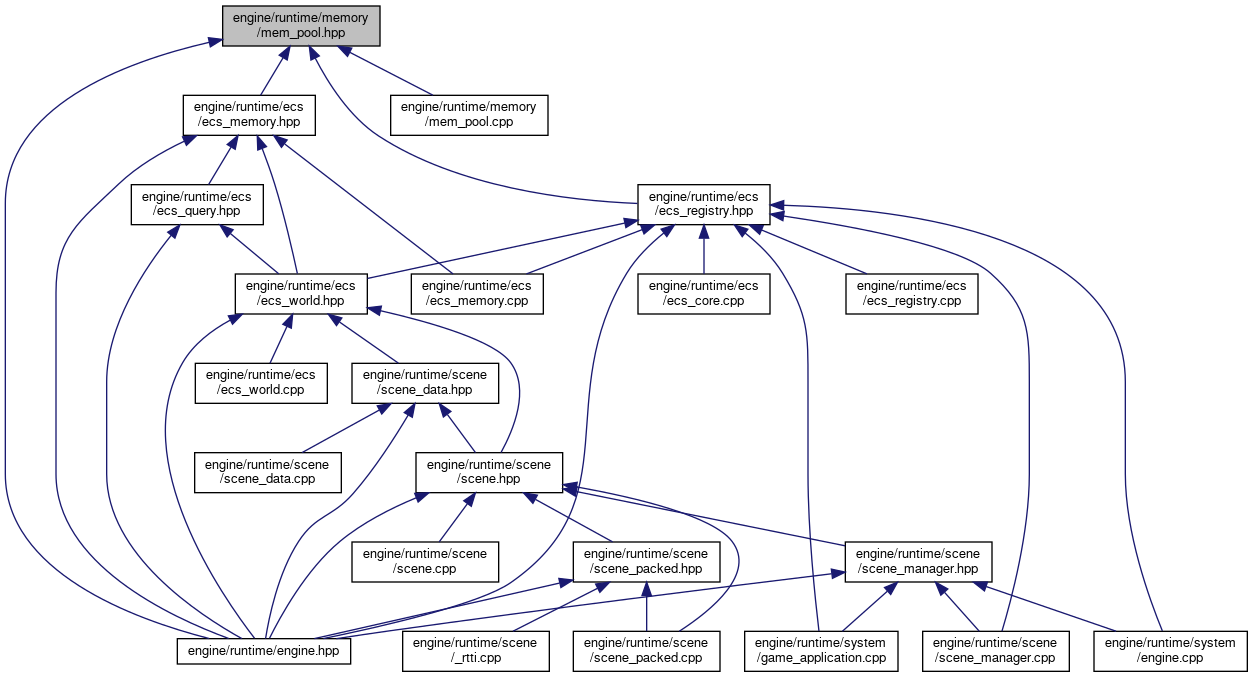 engine/runtime/memory
/mem_pool.hpp
engine/runtime/ecs
/ecs_memory.hpp
engine/runtime/memory
/mem_pool.cpp
engine/runtime/ecs
/ecs_query.hpp
engine/runtime/ecs
/ecs_registry.hpp
engine/runtime/ecs
/ecs_world.hpp
engine/runtime/ecs
/ecs_memory.cpp
engine/runtime/ecs
/ecs_core.cpp
engine/runtime/ecs
/ecs_registry.cpp
engine/runtime/ecs
/ecs_world.cpp
engine/runtime/scene
/scene_data.hpp
engine/runtime/scene
/scene_data.cpp
engine/runtime/scene
/scene.hpp
engine/runtime/scene
/scene.cpp
engine/runtime/scene
/scene_packed.hpp
engine/runtime/scene
/scene_manager.hpp
engine/runtime/engine.hpp
engine/runtime/scene
/_rtti.cpp
engine/runtime/scene
/scene_packed.cpp
engine/runtime/system
/game_application.cpp
engine/runtime/scene
/scene_manager.cpp
engine/runtime/system
/engine.cpp